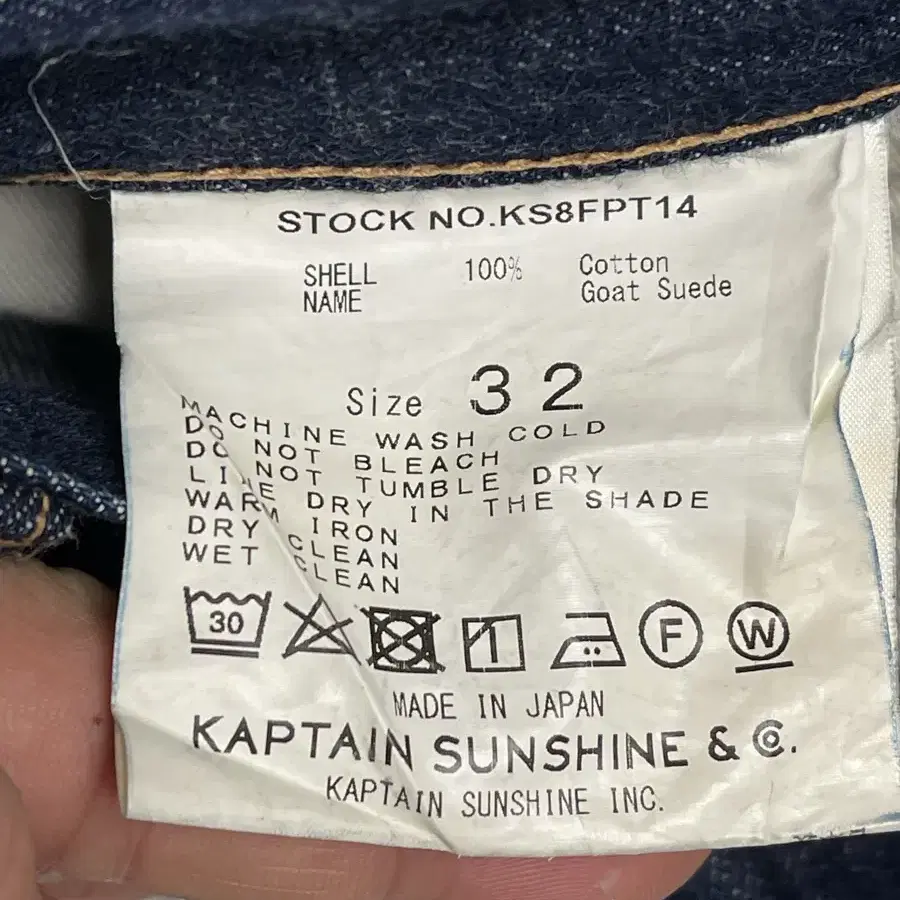 STOCK NO.KS8FPT14
SHELL 100% Cotton
NAME Goat Suede
Size 32
MACHINE WASH COLD
DO NOT BLEACH
DO NOT TUMBLE DRY
LINE DRY IN THE SHADE
WARM IRON
DRY CLEAN
WET CLEAN
30 F W
MADE IN JAPAN
KAPTAIN SUNSHINE & Co.
KAPTAIN SUNSHINE INC.